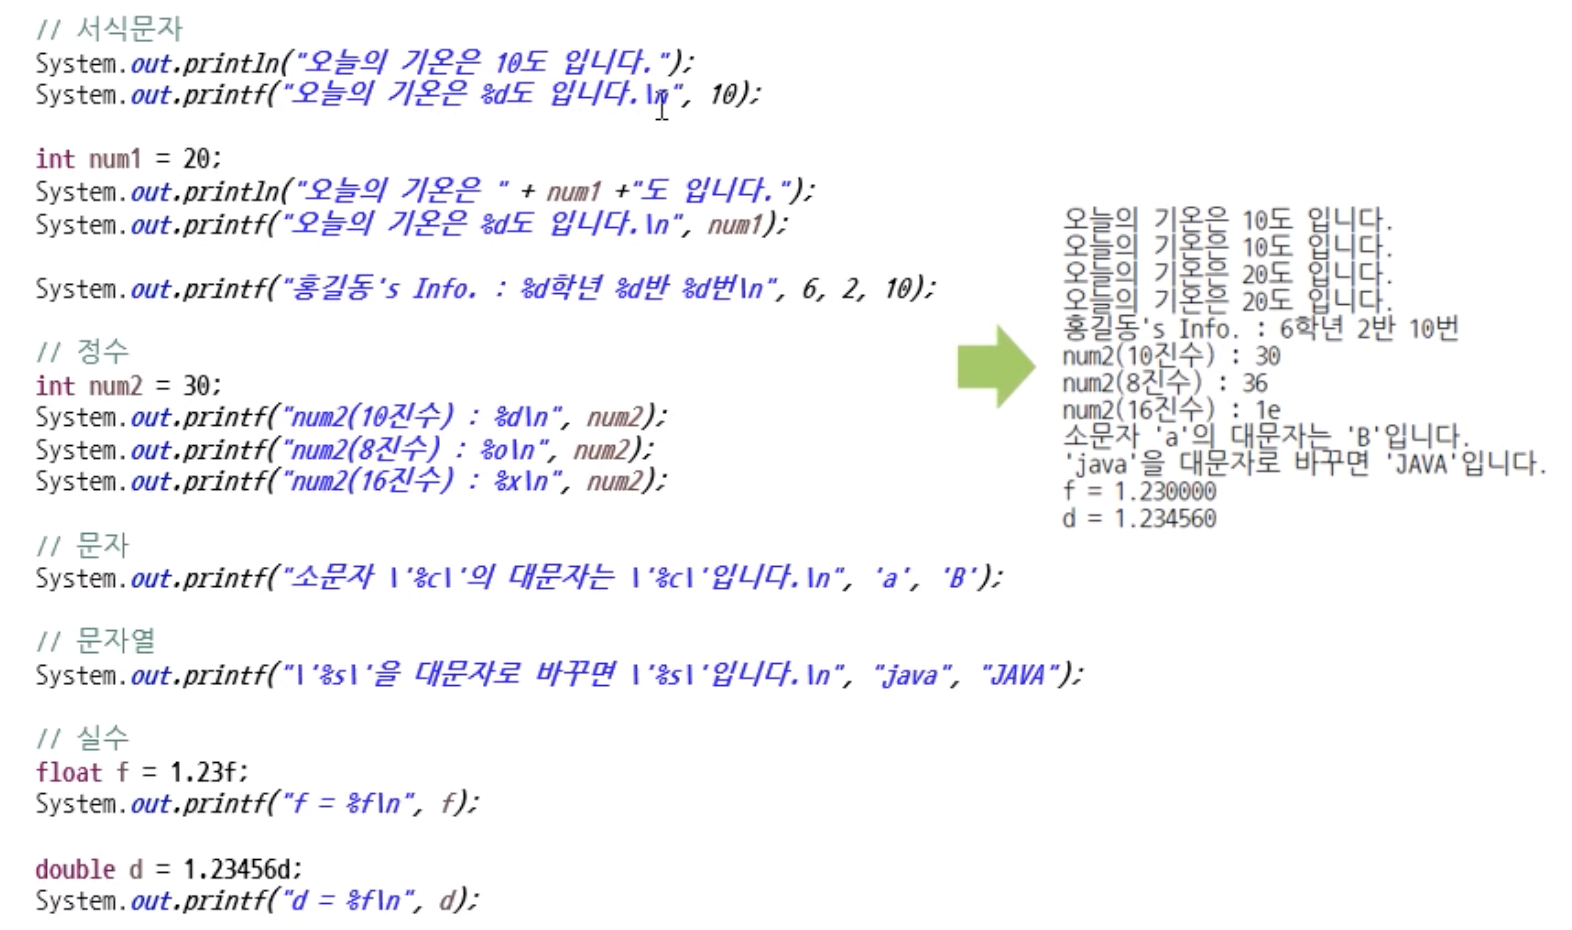 // 서식문자
System.out.println("오늘의 기온은 10도 입니다.");
System.out.printf("오늘의 기온은 %d도 입니다.\n", 10);
int num1 = 20;
System.out.println("오늘의 기온은 " + num1 +"도 입니다.");
System.out.printf("오늘의 기온은 %d도 입니다.\n", num1);
System.out.printf("홍길동's Info. : %d학년 %d반 %d번\n", 6, 2, 10);
// 정수
int num2 = 30;
System.out.printf("num2(10진수) : %d\n", num2);
System.out.printf("num2(8진수) : %o\n", num2);
System.out.printf("num2(16진수) : %x\n", num2);
// 문자
System.out.printf("소문자 \'%c\'의 대문자는 \'%c\'입니다.\n", 'a', 'B');
// 문자열
System.out.printf("\'%s\'을 대문자로 바꾸면 \'%s\'입니다.\n", "java", "JAVA");
// 실수
float f = 1.23f;
System.out.printf("f = %f\n", f);
double d = 1.23456d;
System.out.printf("d = %f\n", d);
오늘의 기온은 10도 입니다.
오늘의 기온은 10도 입니다.
오늘의 기온은 20도 입니다.
오늘의 기온은 20도 입니다.
홍길동's Info. : 6학년 2반 10번
num2(10진수) : 30
num2(8진수) : 36
num2(16진수) : 1e
소문자 'a'의 대문자는 'B'입니다.
'java'을 대문자로 바꾸면 'JAVA'입니다.
f = 1.230000
d = 1.234560